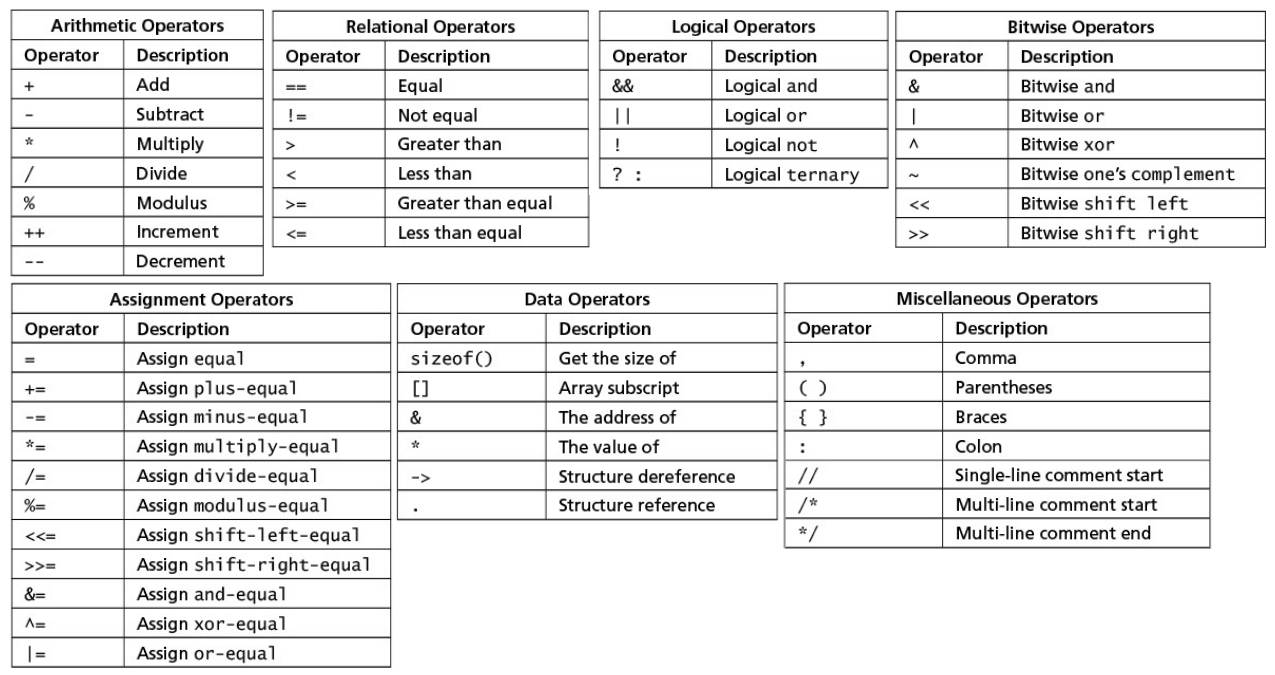 Arithmetic Operators
Operator Description
+ Add
- Subtract
* Multiply
/ Divide
% Modulus
++ Increment
-- Decrement
Relational Operators
Operator Description
== Equal
!= Not equal
> Greater than
< Less than
>= Greater than equal
<= Less than equal
Logical Operators
Operator Description
&& Logical and
|| Logical or
! Logical not
? : Logical ternary
Bitwise Operators
Operator Description
& Bitwise and
| Bitwise or
^ Bitwise xor
~ Bitwise one’s complement
<< Bitwise shift left
>> Bitwise shift right
Assignment Operators
Operator Description
= Assign equal
+= Assign plus-equal
-= Assign minus-equal
*= Assign multiply-equal
/= Assign divide-equal
%= Assign modulus-equal
<<= Assign shift-left-equal
>>= Assign shift-right-equal
&= Assign and-equal
^= Assign xor-equal
|= Assign or-equal
Data Operators
Operator Description
sizeof() Get the size of
[] Array subscript
& The address of
* The value of
-> Structure dereference
. Structure reference
Miscellaneous Operators
Operator Description
, Comma
( ) Parentheses
{ } Braces
: Colon
// Single-line comment start
/* Multi-line comment start
*/ Multi-line comment end